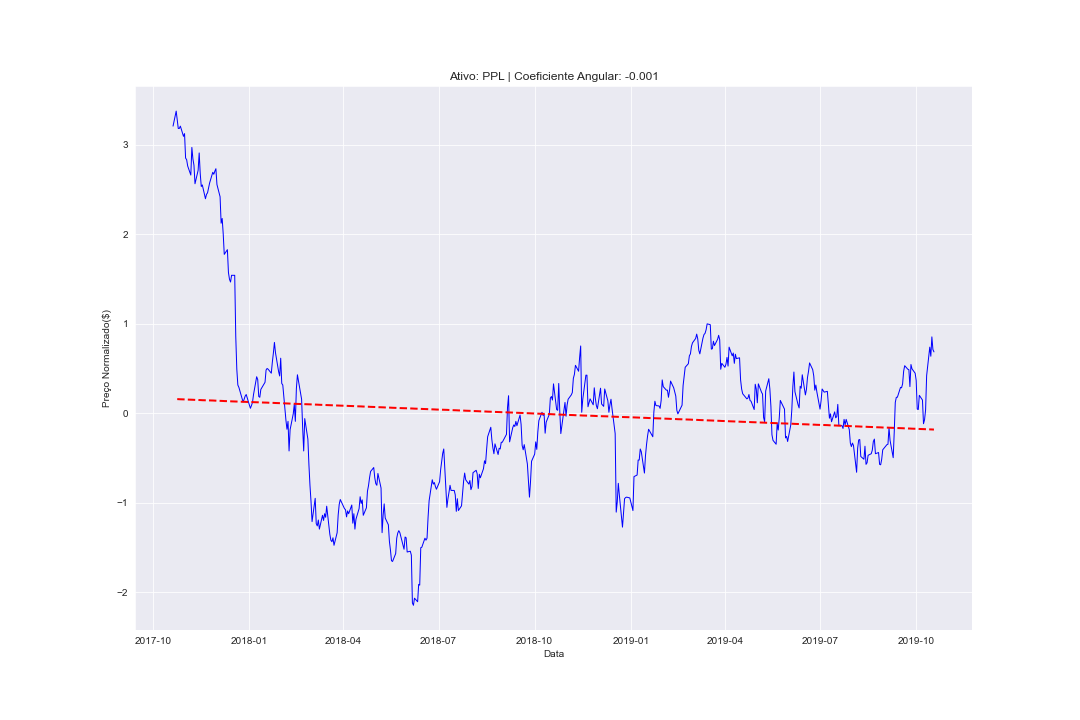 Ativo: PPL | Coeficiente Angular: -0.001
Preço Normalizado($)
3
2
1
0
−1
−2
2017-10 2018-01 2018-04 2018-07 2018-10 2019-01 2019-04 2019-07 2019-10
Data